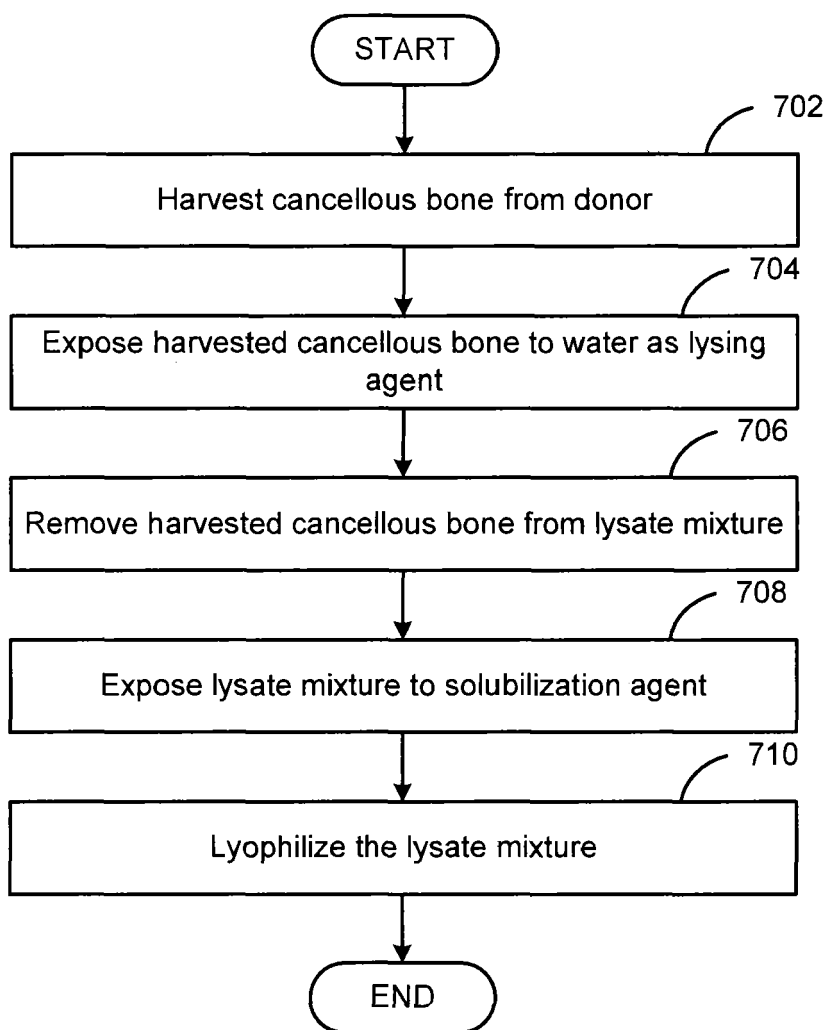 START
702
Harvest cancellous bone from donor
704
Expose harvested cancellous bone to water as lysing
agent
706
Remove harvested cancellous bone from lysate mixture
708
Expose lysate mixture to solubilization agent
710
Lyophilize the lysate mixture
END